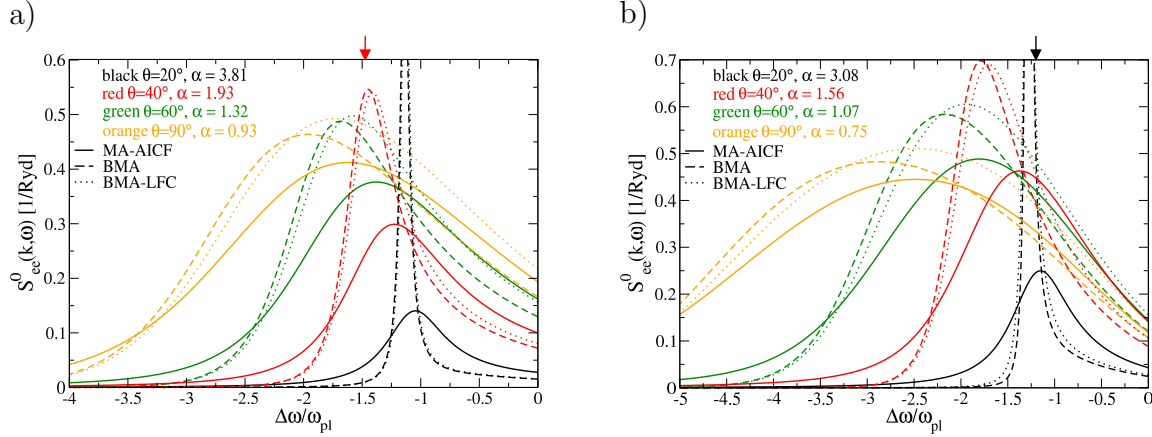 a)
0.6
0.5
0.4
0.3
0.2
0.1
0
S⁰ₑₑ(k,ω) [1/Ryd]
black θ=20°, α = 3.81
red θ=40°, α = 1.93
green θ=60°, α = 1.32
orange θ=90°, α = 0.93
MA-AICF
BMA
BMA-LFC
-4 -3.5 -3 -2.5 -2 -1.5 -1 -0.5 0
Δω/ω_pl
b)
0.7
0.6
0.5
0.4
0.3
0.2
0.1
0
S⁰ₑₑ(k,ω) [1/Ryd]
black θ=20°, α = 3.08
red θ=40°, α = 1.56
green θ=60°, α = 1.07
orange θ=90°, α = 0.75
MA-AICF
BMA
BMA-LFC
-5 -4.5 -4 -3.5 -3 -2.5 -2 -1.5 -1 -0.5 0
Δω/ω_pl